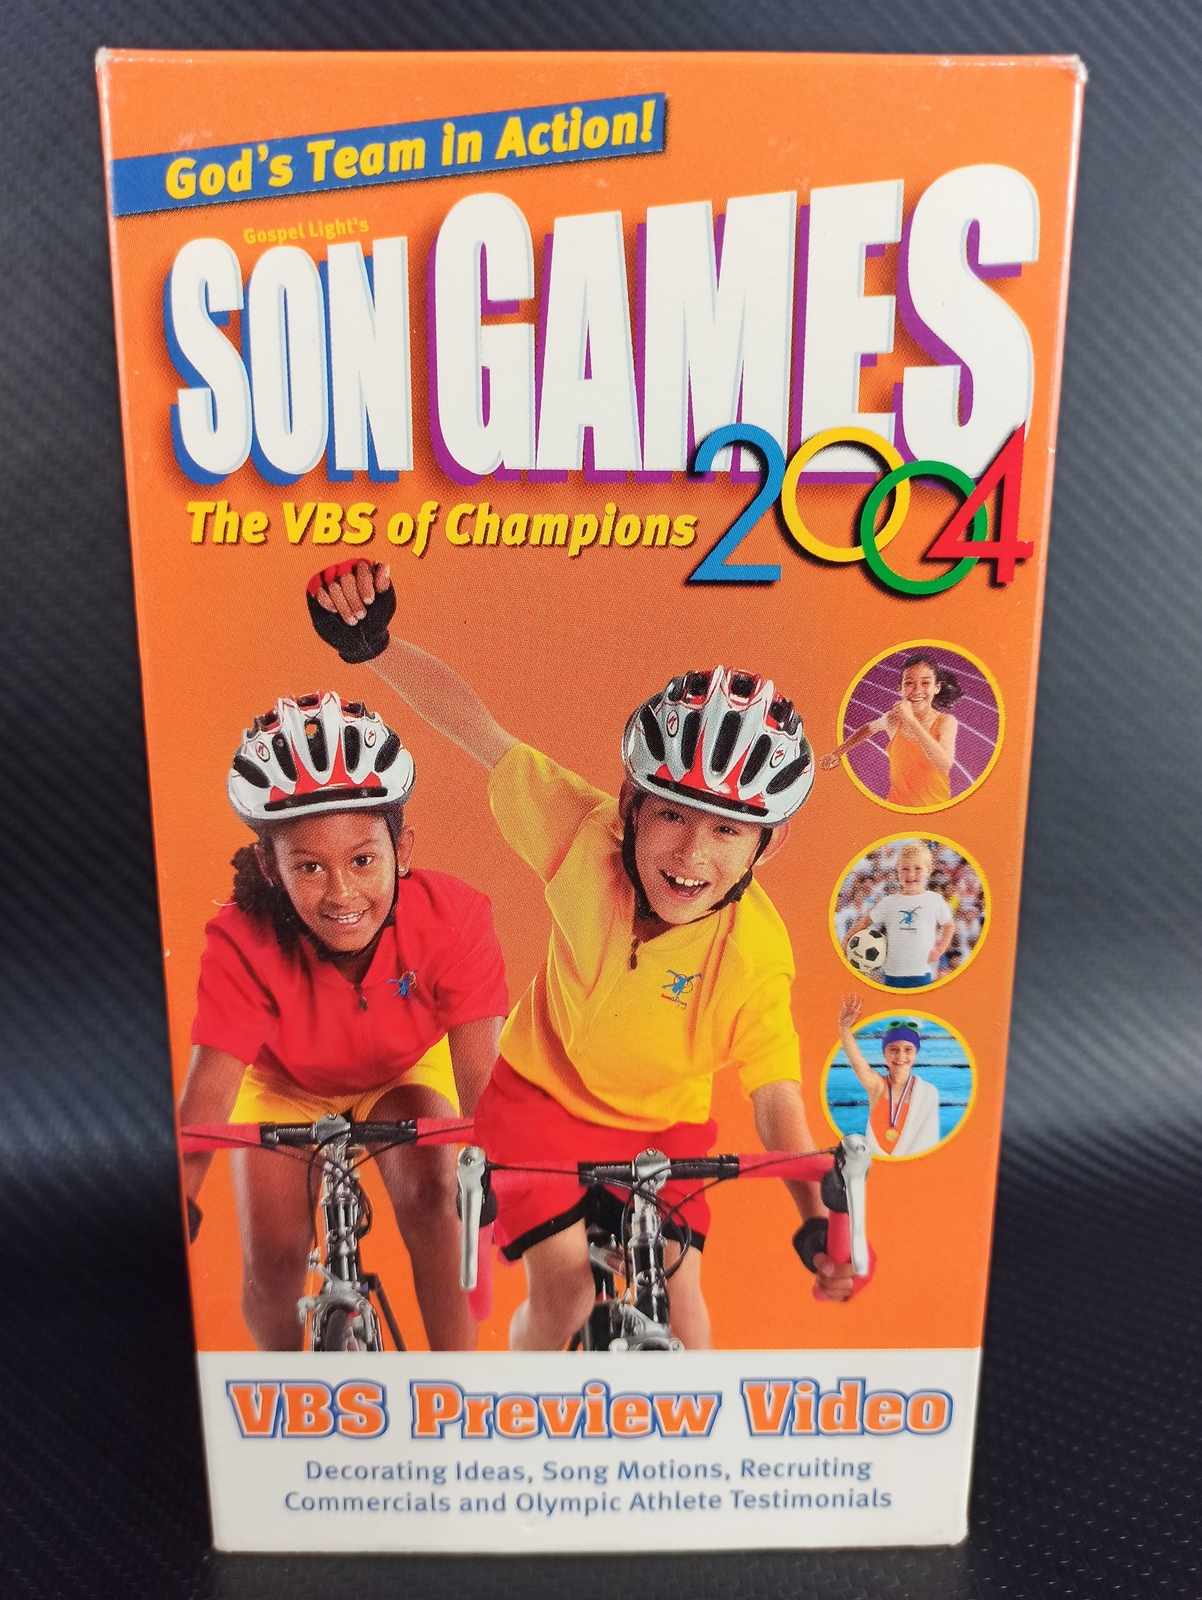 God's Team in Action!
Gospel Light's
SON GAMES
2004
The VBS of Champions
VBS Preview Video
Decorating Ideas, Song Motions, Recruiting
Commercials and Olympic Athlete Testimonials